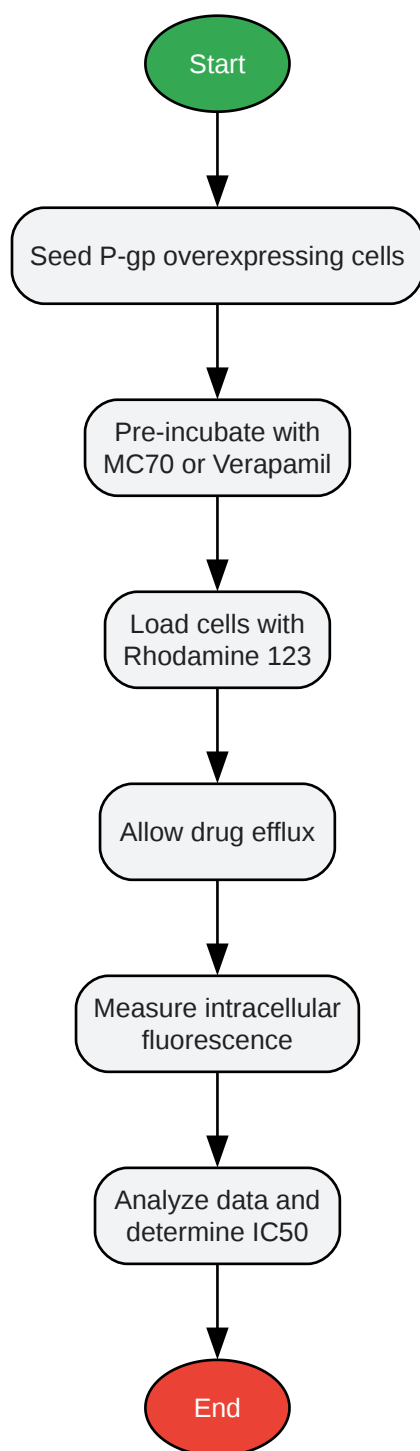 Start
Seed P-gp overexpressing cells
Pre-incubate with
MC70 or Verapamil
Load cells with
Rhodamine 123
Allow drug efflux
Measure intracellular
fluorescence
Analyze data and
determine IC50
End